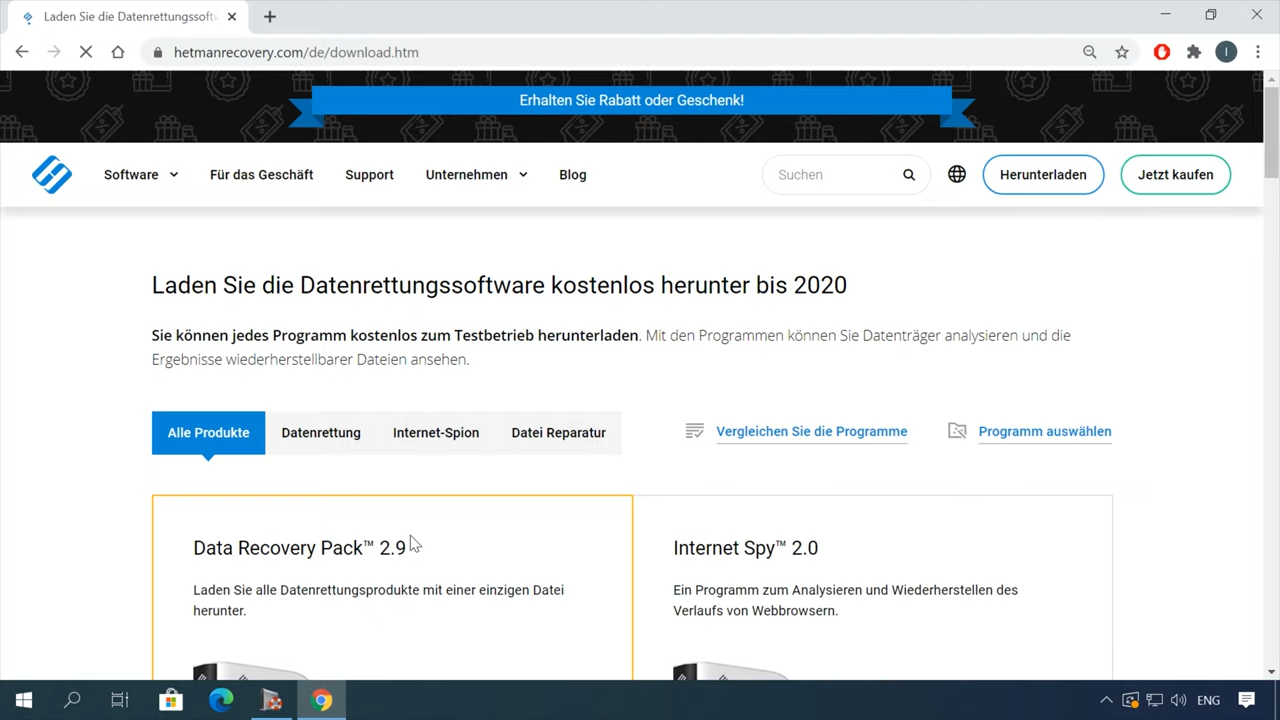 Laden Sie die Datenrettungssoftw
hetmanrecovery.com/de/download.htm
I
Erhalten Sie Rabatt oder Geschenk!
Software
Für das Geschäft
Support
Unternehmen
Blog
Suchen
Herunterladen
Jetzt kaufen
Laden Sie die Datenrettungssoftware kostenlos herunter bis 2020
Sie können jedes Programm kostenlos zum Testbetrieb herunterladen. Mit den Programmen können Sie Datenträger analysieren und die
Ergebnisse wiederherstellbarer Dateien ansehen.
Alle Produkte
Datenrettung
Internet-Spion
Datei Reparatur
Vergleichen Sie die Programme
Programm auswählen
Data Recovery Pack™ 2.9
Laden Sie alle Datenrettungsprodukte mit einer einzigen Datei
herunter.
Internet Spy™ 2.0
Ein Programm zum Analysieren und Wiederherstellen des
Verlaufs von Webbrowsern.
ENG